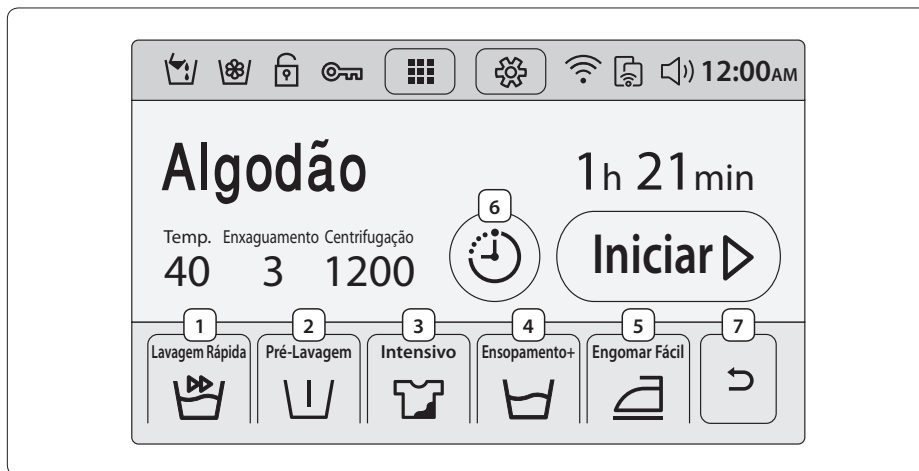 12:00AM
Algodão
1h 21min
6
Temp. Enxaguamento Centrifugação
40 3 1200
Iniciar
1 2 3 4 5 7
Lavagem Rápida Pré-Lavagem Intensivo Ensopamento+ Engomar Fácil